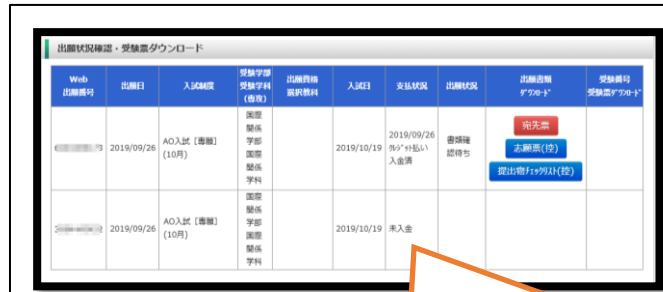 出願状況確認・受験票ダウンロード
Web
出願番号
出願日
入試制度
受験学部
受験学科
(専攻)
出願資格
選択教科
入試日
支払状況
出願状況
出願書類
ダウンロード
受験番号
受験票ダウンロード
2019/09/26
AO入試［専願］
(10月)
国際
関係
学部
国際
関係
学科
2019/10/19
2019/09/26
クレジット払い
入金済
書類確
認待ち
宛先票
志願票(控)
提出物チェックリスト(控)
2019/09/26
AO入試［専願］
(10月)
国際
関係
学部
国際
関係
学科
2019/10/19
未入金